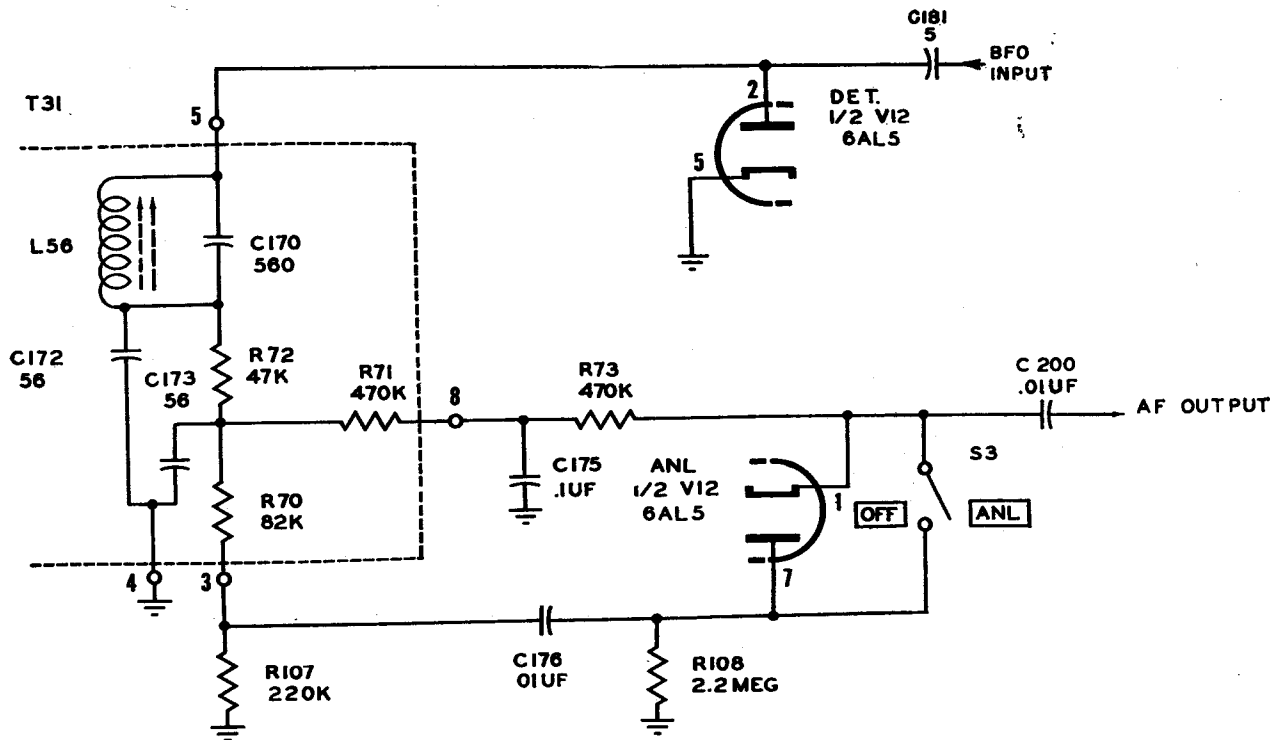 C181
5
BFO
INPUT
T31
5
2
DET.
1/2 V12
6AL5
5
L56
C170
560
C172
56
C173
56
R72
47K
R71
470K
8
R73
470K
C 200
.01UF
AF OUTPUT
C175
.1UF
ANL
1/2 V12
6AL5
S3
1
OFF
ANL
R70
82K
4
3
7
C176
01UF
R107
220K
R108
2.2 MEG